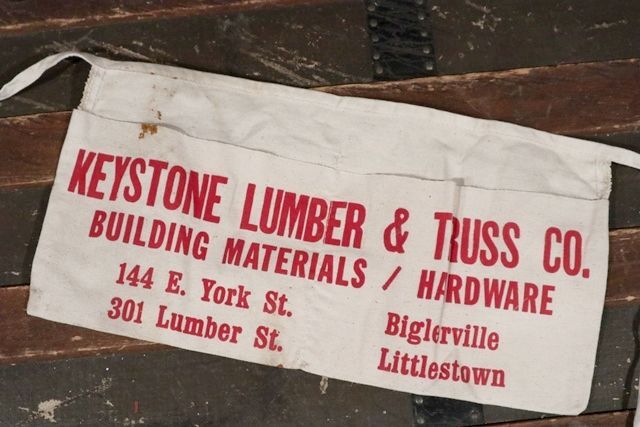 KEYSTONE LUMBER & TRUSS CO.
BUILDING MATERIALS / HARDWARE
144 E. York St. Biglerville
301 Lumber St. Littlestown